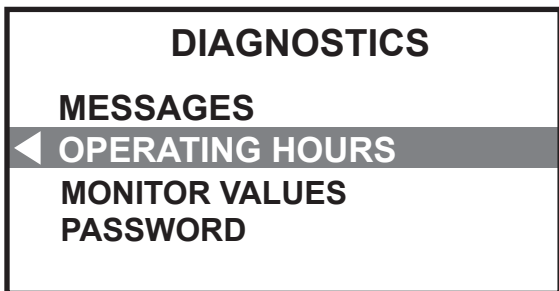 DIAGNOSTICS
MESSAGES
OPERATING HOURS
MONITOR VALUES
PASSWORD